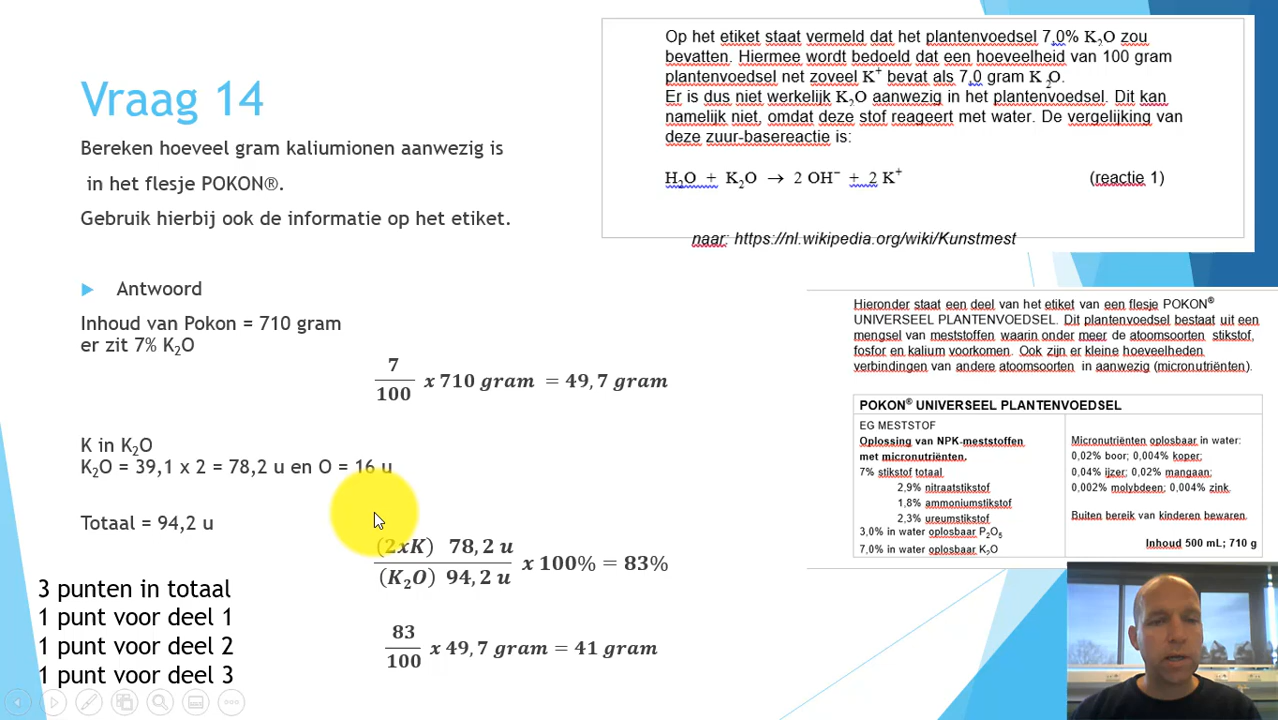 Vraag 14
Bereken hoeveel gram kaliumionen aanwezig is
in het flesje POKON®.
Gebruik hierbij ook de informatie op het etiket.
Antwoord
Inhoud van Pokon = 710 gram
er zit 7% K₂O
7/100 x 710 gram = 49,7 gram
K in K₂O
K₂O = 39,1 x 2 = 78,2 u en O = 16 u
Totaal = 94,2 u
(2xK) 78,2 u / (K₂O) 94,2 u x 100% = 83%
83/100 x 49,7 gram = 41 gram
3 punten in totaal
1 punt voor deel 1
1 punt voor deel 2
1 punt voor deel 3
Op het etiket staat vermeld dat het plantenvoedsel 7,0% K₂O zou
bevatten. Hiermee wordt bedoeld dat een hoeveelheid van 100 gram
plantenvoedsel net zoveel K⁺ bevat als 7,0 gram K₂O.
Er is dus niet werkelijk K₂O aanwezig in het plantenvoedsel. Dit kan
namelijk niet, omdat deze stof reageert met water. De vergelijking van
deze zuur-basereactie is:
H₂O + K₂O → 2 OH⁻ + 2 K⁺ (reactie 1)
naar: https://nl.wikipedia.org/wiki/Kunstmest
Hieronder staat een deel van het etiket van een flesje POKON®
UNIVERSEEL PLANTENVOEDSEL. Dit plantenvoedsel bestaat uit een
mengsel van meststoffen waarin onder meer de atoomsoorten stikstof,
fosfor en kalium voorkomen. Ook zijn er kleine hoeveelheden
verbindingen van andere atoomsoorten in aanwezig (micronutriënten).
POKON® UNIVERSEEL PLANTENVOEDSEL
EG MESTSTOF
Oplossing van NPK-meststoffen
met micronutriënten.
7% stikstof totaal
2,9% nitraatstikstof
1,8% ammoniumstikstof
2,3% ureumstikstof
3,0% in water oplosbaar P₂O₅
7,0% in water oplosbaar K₂O
Micronutriënten oplosbaar in water:
0,02% boor; 0,004% koper;
0,04% ijzer; 0,02% mangaan;
0,002% molybdeen; 0,004% zink.
Buiten bereik van kinderen bewaren.
Inhoud 500 mL; 710 g